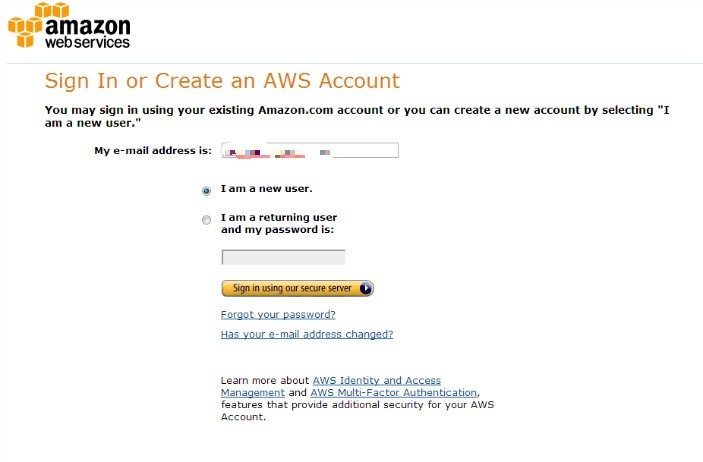 amazon
webservices
Sign In or Create an AWS Account
You may sign in using your existing Amazon.com account or you can create a new account by selecting "I
am a new user."
My e-mail address is:
I am a new user.
I am a returning user
and my password is:
Sign in using our secure server
Forgot your password?
Has your e-mail address changed?
Learn more about AWS Identity and Access
Management and AWS Multi-Factor Authentication,
features that provide additional security for your AWS
Account.